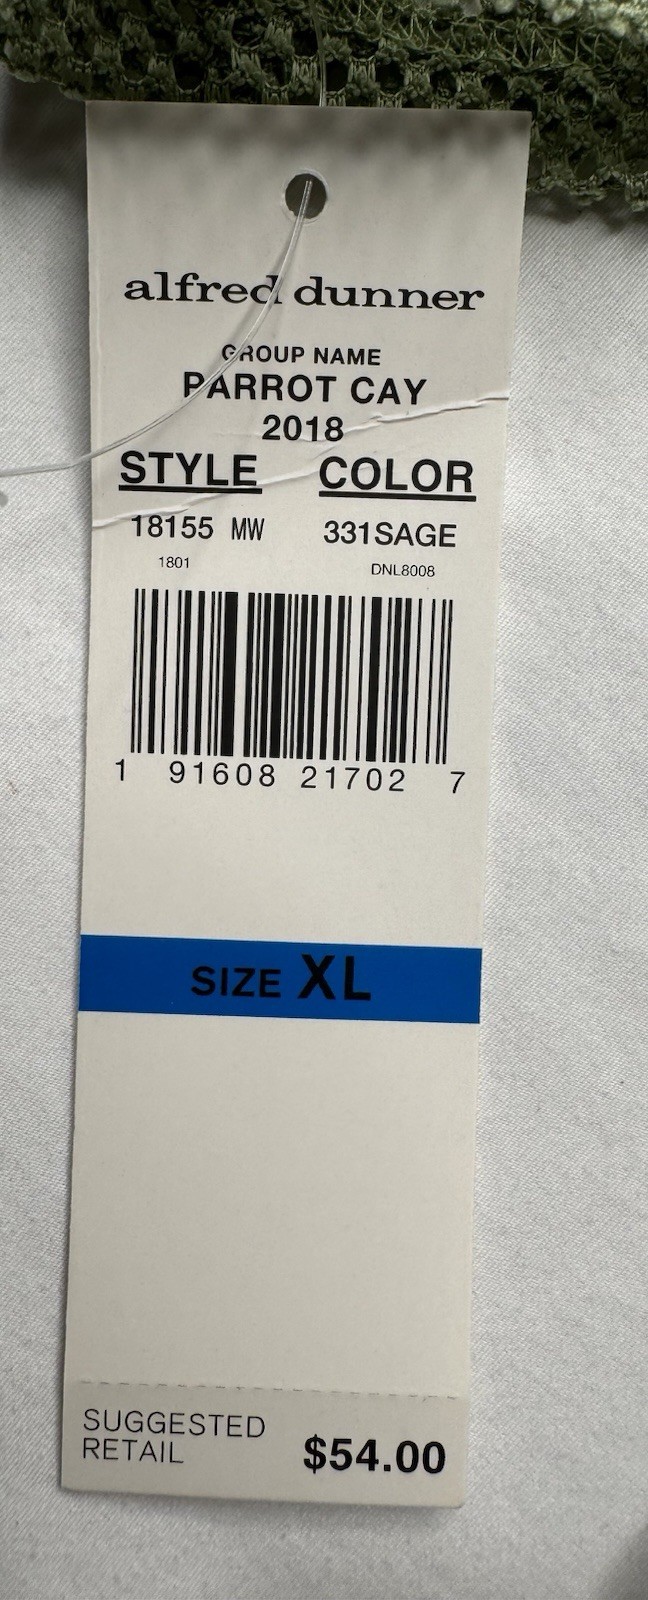 alfred dunner
GROUP NAME
PARROT CAY
2018
STYLE COLOR
18155 MW 331SAGE
1801 DNL8008
1 91608 21702 7
SIZE XL
SUGGESTED
RETAIL $54.00